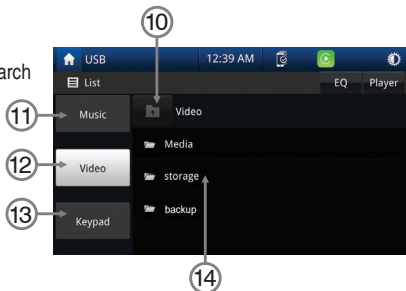 10
USB 12:39 AM
arch
List EQ Player
11 Music Video
Media
12 Video storage
13 Keypad backup
14